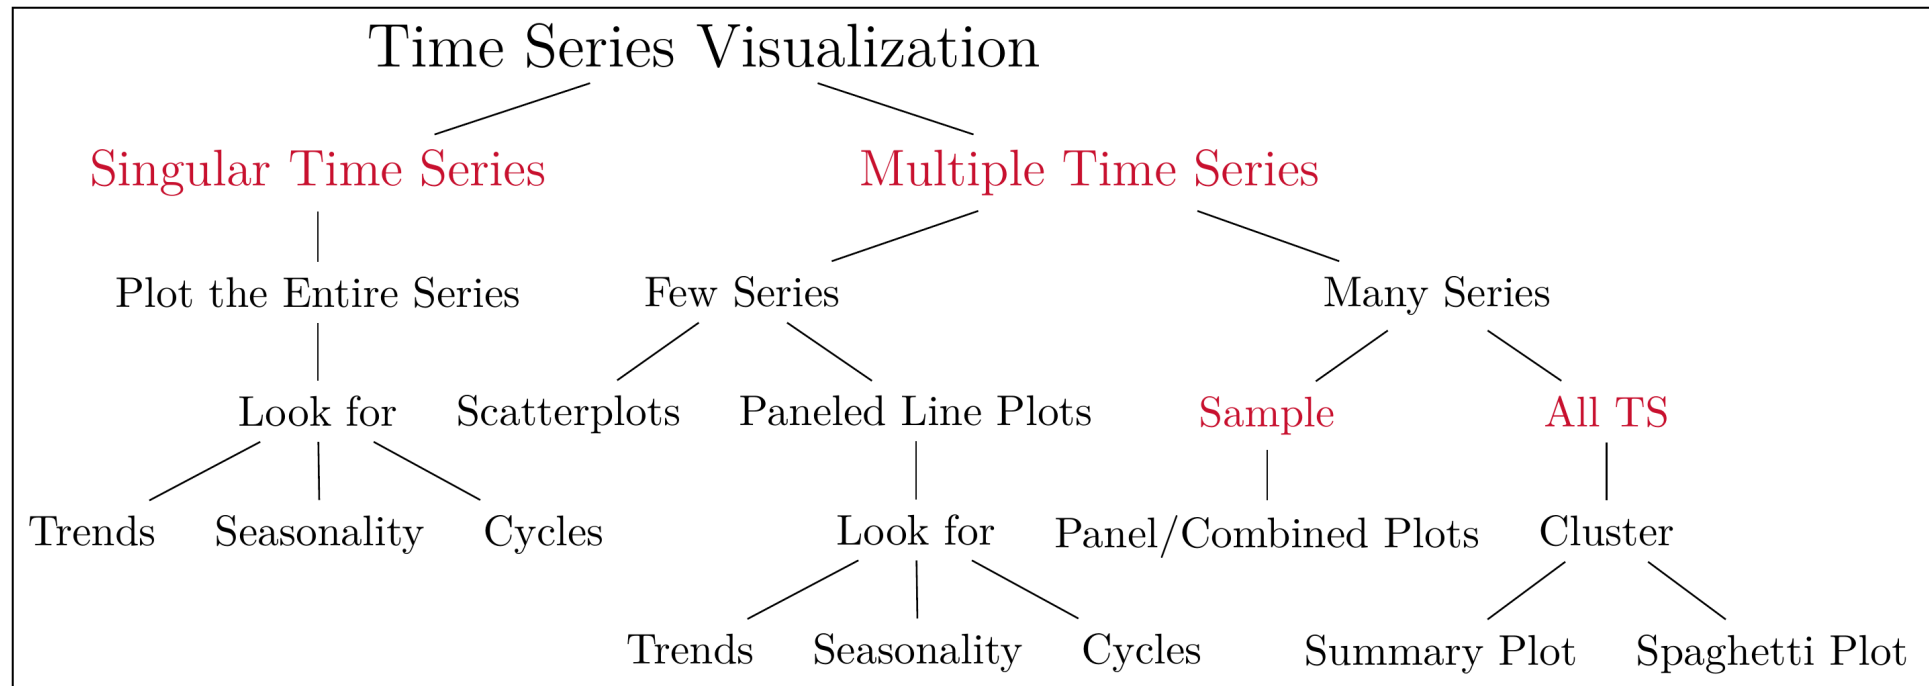 Time Series Visualization
Singular Time Series
Multiple Time Series
Plot the Entire Series
Few Series
Many Series
Look for
Scatterplots
Paneled Line Plots
Sample
All TS
Trends
Seasonality
Cycles
Look for
Panel/Combined Plots
Cluster
Trends
Seasonality
Cycles
Summary Plot
Spaghetti Plot